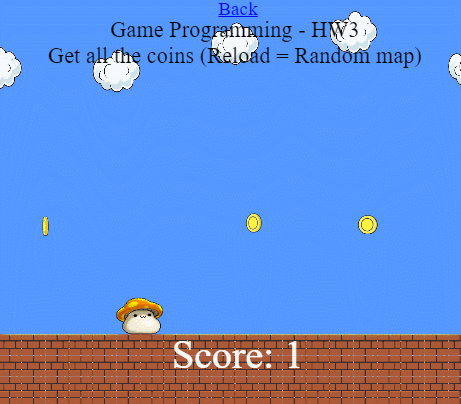 Back
Game Programming - HW3
Get all the coins (Reload = Random map)
Score: 1